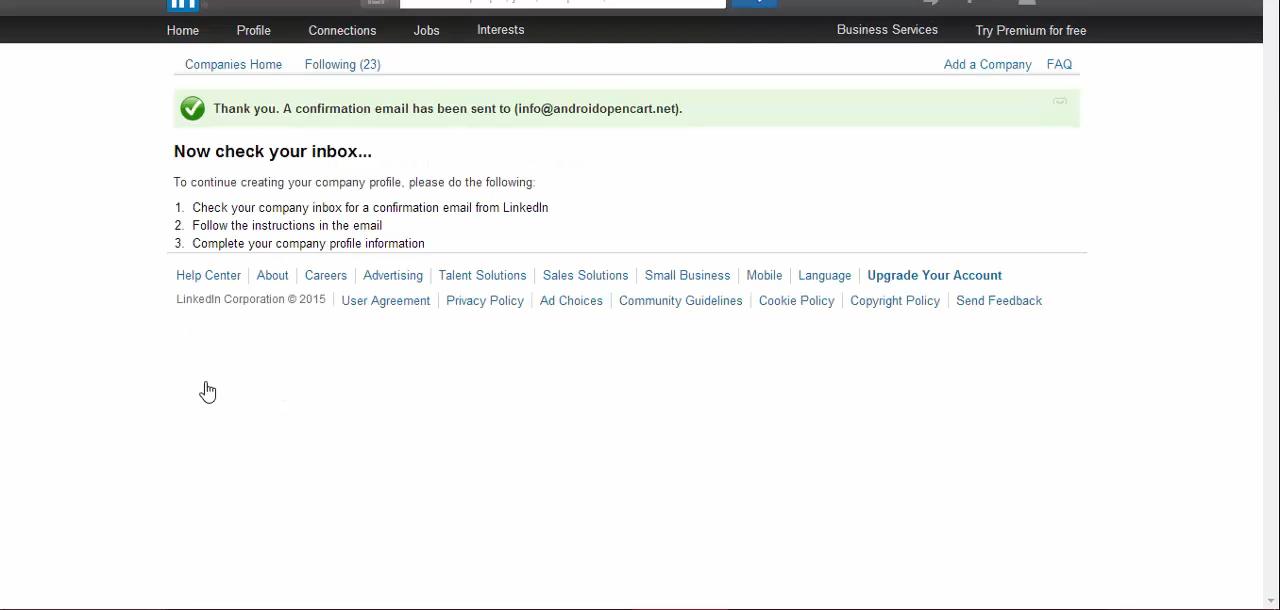 in
Home Profile Connections Jobs Interests Business Services Try Premium for free
Companies Home Following (23) Add a Company FAQ
Thank you. A confirmation email has been sent to (info@androidopencart.net).
Now check your inbox...
To continue creating your company profile, please do the following:
1. Check your company inbox for a confirmation email from LinkedIn
2. Follow the instructions in the email
3. Complete your company profile information
Help Center About Careers Advertising Talent Solutions Sales Solutions Small Business Mobile Language Upgrade Your Account
LinkedIn Corporation © 2015 User Agreement Privacy Policy Ad Choices Community Guidelines Cookie Policy Copyright Policy Send Feedback